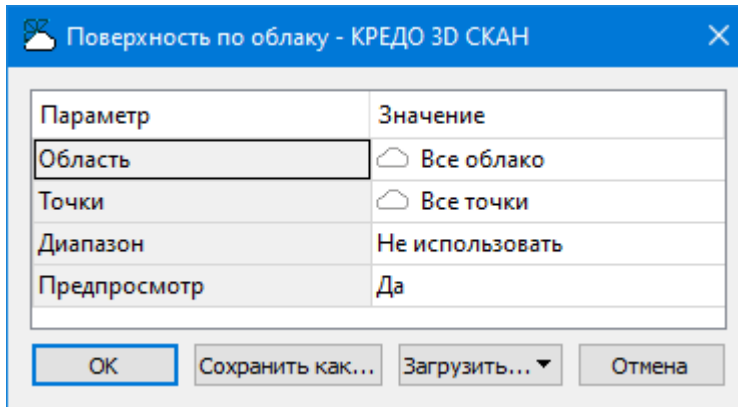 Поверхность по облаку - КРЕДО 3D СКАН
Параметр Значение
Область Все облако
Точки Все точки
Диапазон Не использовать
Предпросмотр Да
ОК Сохранить как... Загрузить... Отмена